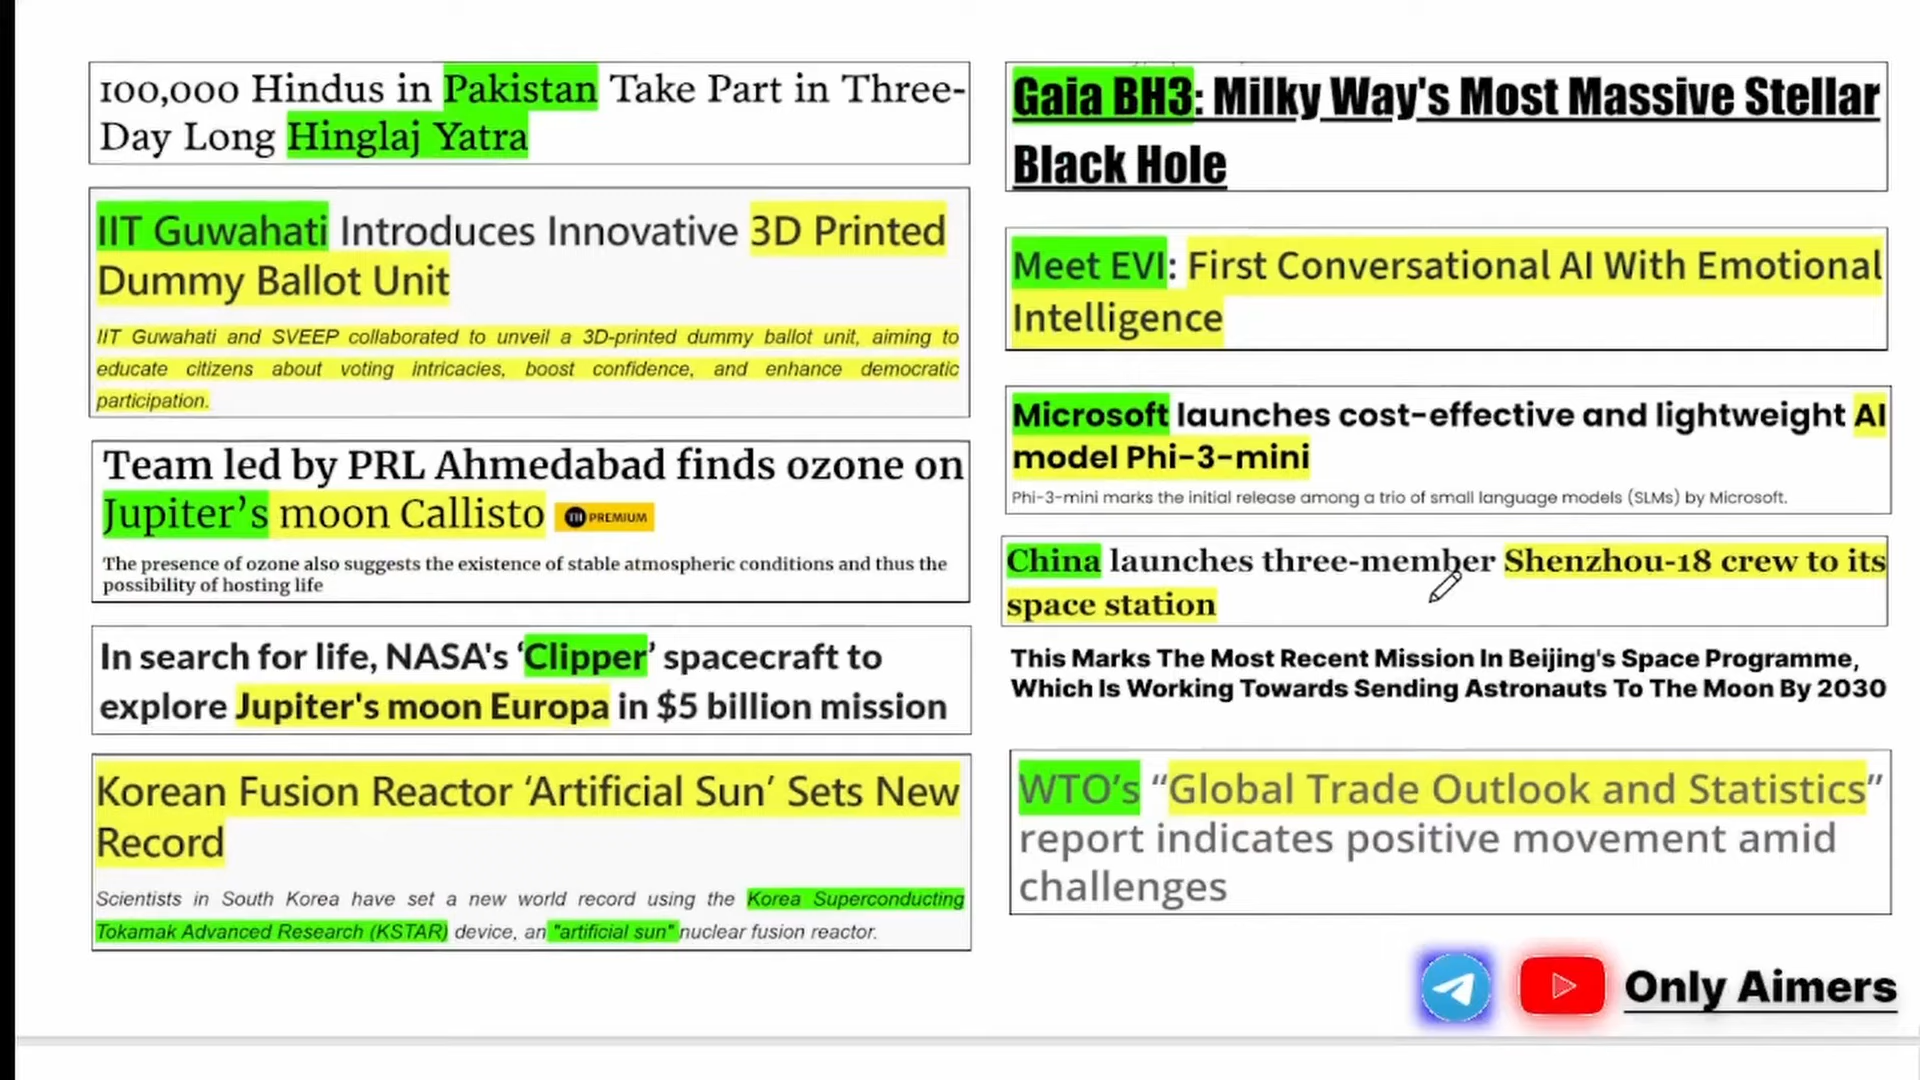 100,000 Hindus in Pakistan Take Part in Three-
Day Long Hinglaj Yatra
IIT Guwahati Introduces Innovative 3D Printed
Dummy Ballot Unit
IIT Guwahati and SVEEP collaborated to unveil a 3D-printed dummy ballot unit, aiming to
educate citizens about voting intricacies, boost confidence, and enhance democratic
participation.
Team led by PRL Ahmedabad finds ozone on
Jupiter’s moon Callisto TH PREMIUM
The presence of ozone also suggests the existence of stable atmospheric conditions and thus the
possibility of hosting life
In search for life, NASA's ‘Clipper’ spacecraft to
explore Jupiter's moon Europa in $5 billion mission
Korean Fusion Reactor ‘Artificial Sun’ Sets New
Record
Scientists in South Korea have set a new world record using the Korea Superconducting
Tokamak Advanced Research (KSTAR) device, an "artificial sun" nuclear fusion reactor.
Gaia BH3: Milky Way's Most Massive Stellar
Black Hole
Meet EVI: First Conversational AI With Emotional
Intelligence
Microsoft launches cost-effective and lightweight AI
model Phi-3-mini
Phi-3-mini marks the initial release among a trio of small language models (SLMs) by Microsoft.
China launches three-member Shenzhou-18 crew to its
space station
This Marks The Most Recent Mission In Beijing's Space Programme,
Which Is Working Towards Sending Astronauts To The Moon By 2030
WTO’s “Global Trade Outlook and Statistics”
report indicates positive movement amid
challenges
Only Aimers